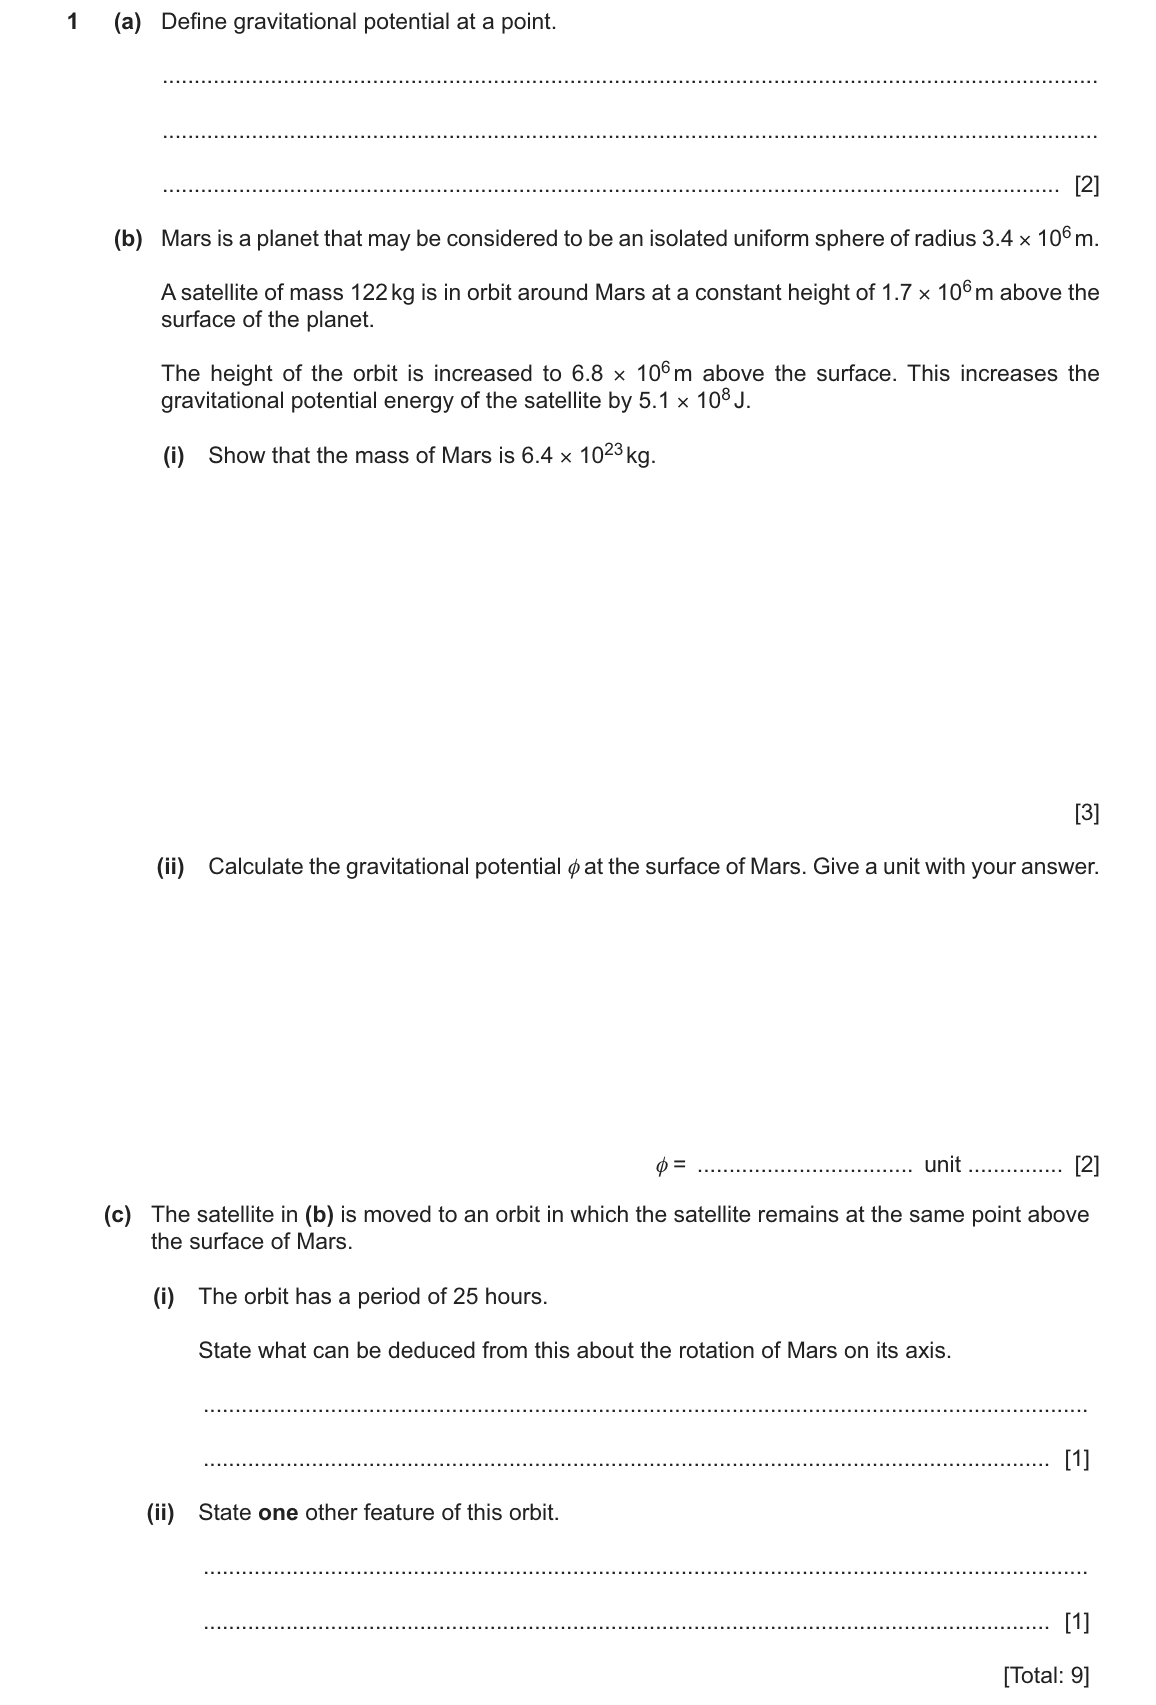 1 (a) Define gravitational potential at a point.
..........................................................................................................................................
..........................................................................................................................................
.................................................................................................................................... [2]
(b) Mars is a planet that may be considered to be an isolated uniform sphere of radius 3.4 × 10⁶ m.
A satellite of mass 122 kg is in orbit around Mars at a constant height of 1.7 × 10⁶ m above the
surface of the planet.
The height of the orbit is increased to 6.8 × 10⁶ m above the surface. This increases the
gravitational potential energy of the satellite by 5.1 × 10⁸ J.
(i) Show that the mass of Mars is 6.4 × 10²³ kg.
[3]
(ii) Calculate the gravitational potential ϕ at the surface of Mars. Give a unit with your answer.
ϕ = .................................. unit ............... [2]
(c) The satellite in (b) is moved to an orbit in which the satellite remains at the same point above
the surface of Mars.
(i) The orbit has a period of 25 hours.
State what can be deduced from this about the rotation of Mars on its axis.
..................................................................................................................................
............................................................................................................................ [1]
(ii) State one other feature of this orbit.
..................................................................................................................................
............................................................................................................................ [1]
[Total: 9]